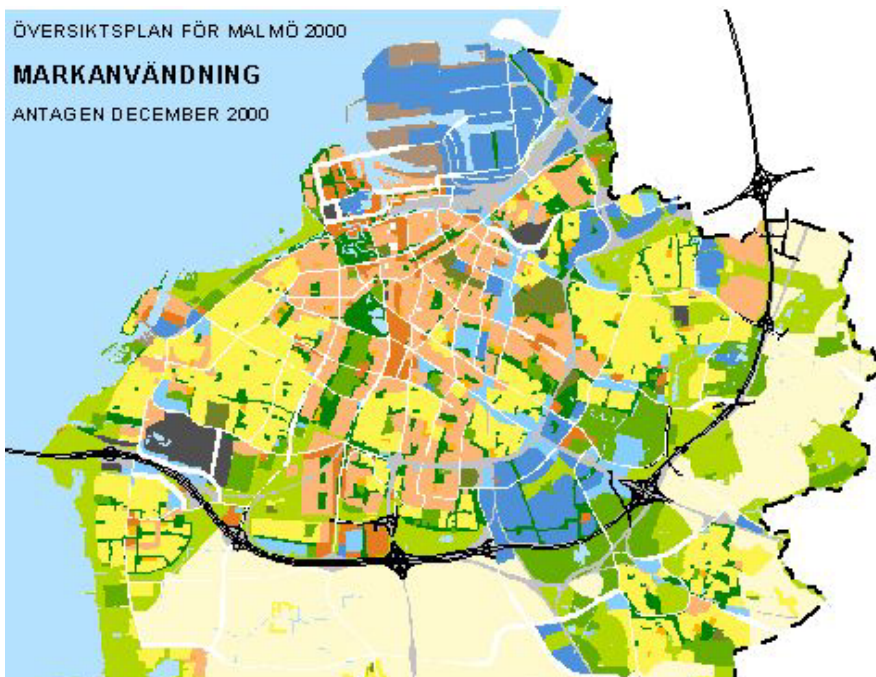 ÖVERSIKTSPLAN FÖR MALMÖ 2000
MARKANVÄNDNING
ANTAGEN DECEMBER 2000